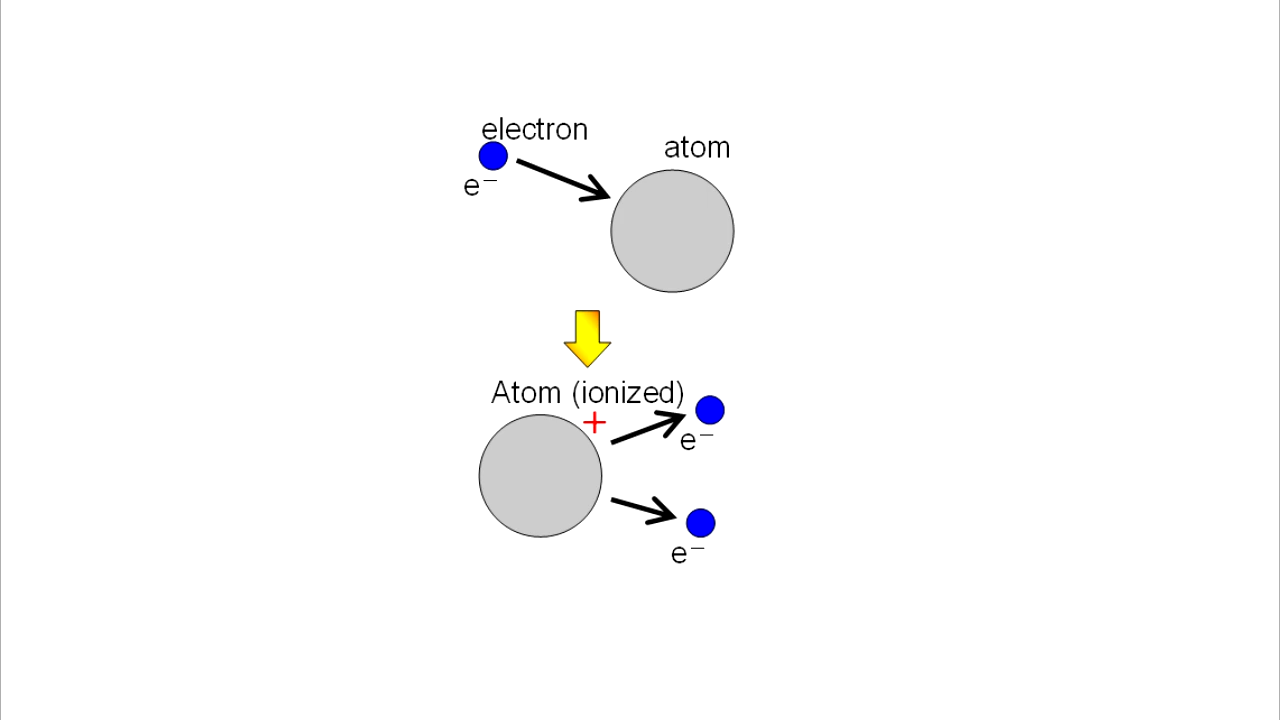 electron
atom
e⁻
Atom (ionized)
+
e⁻
e⁻